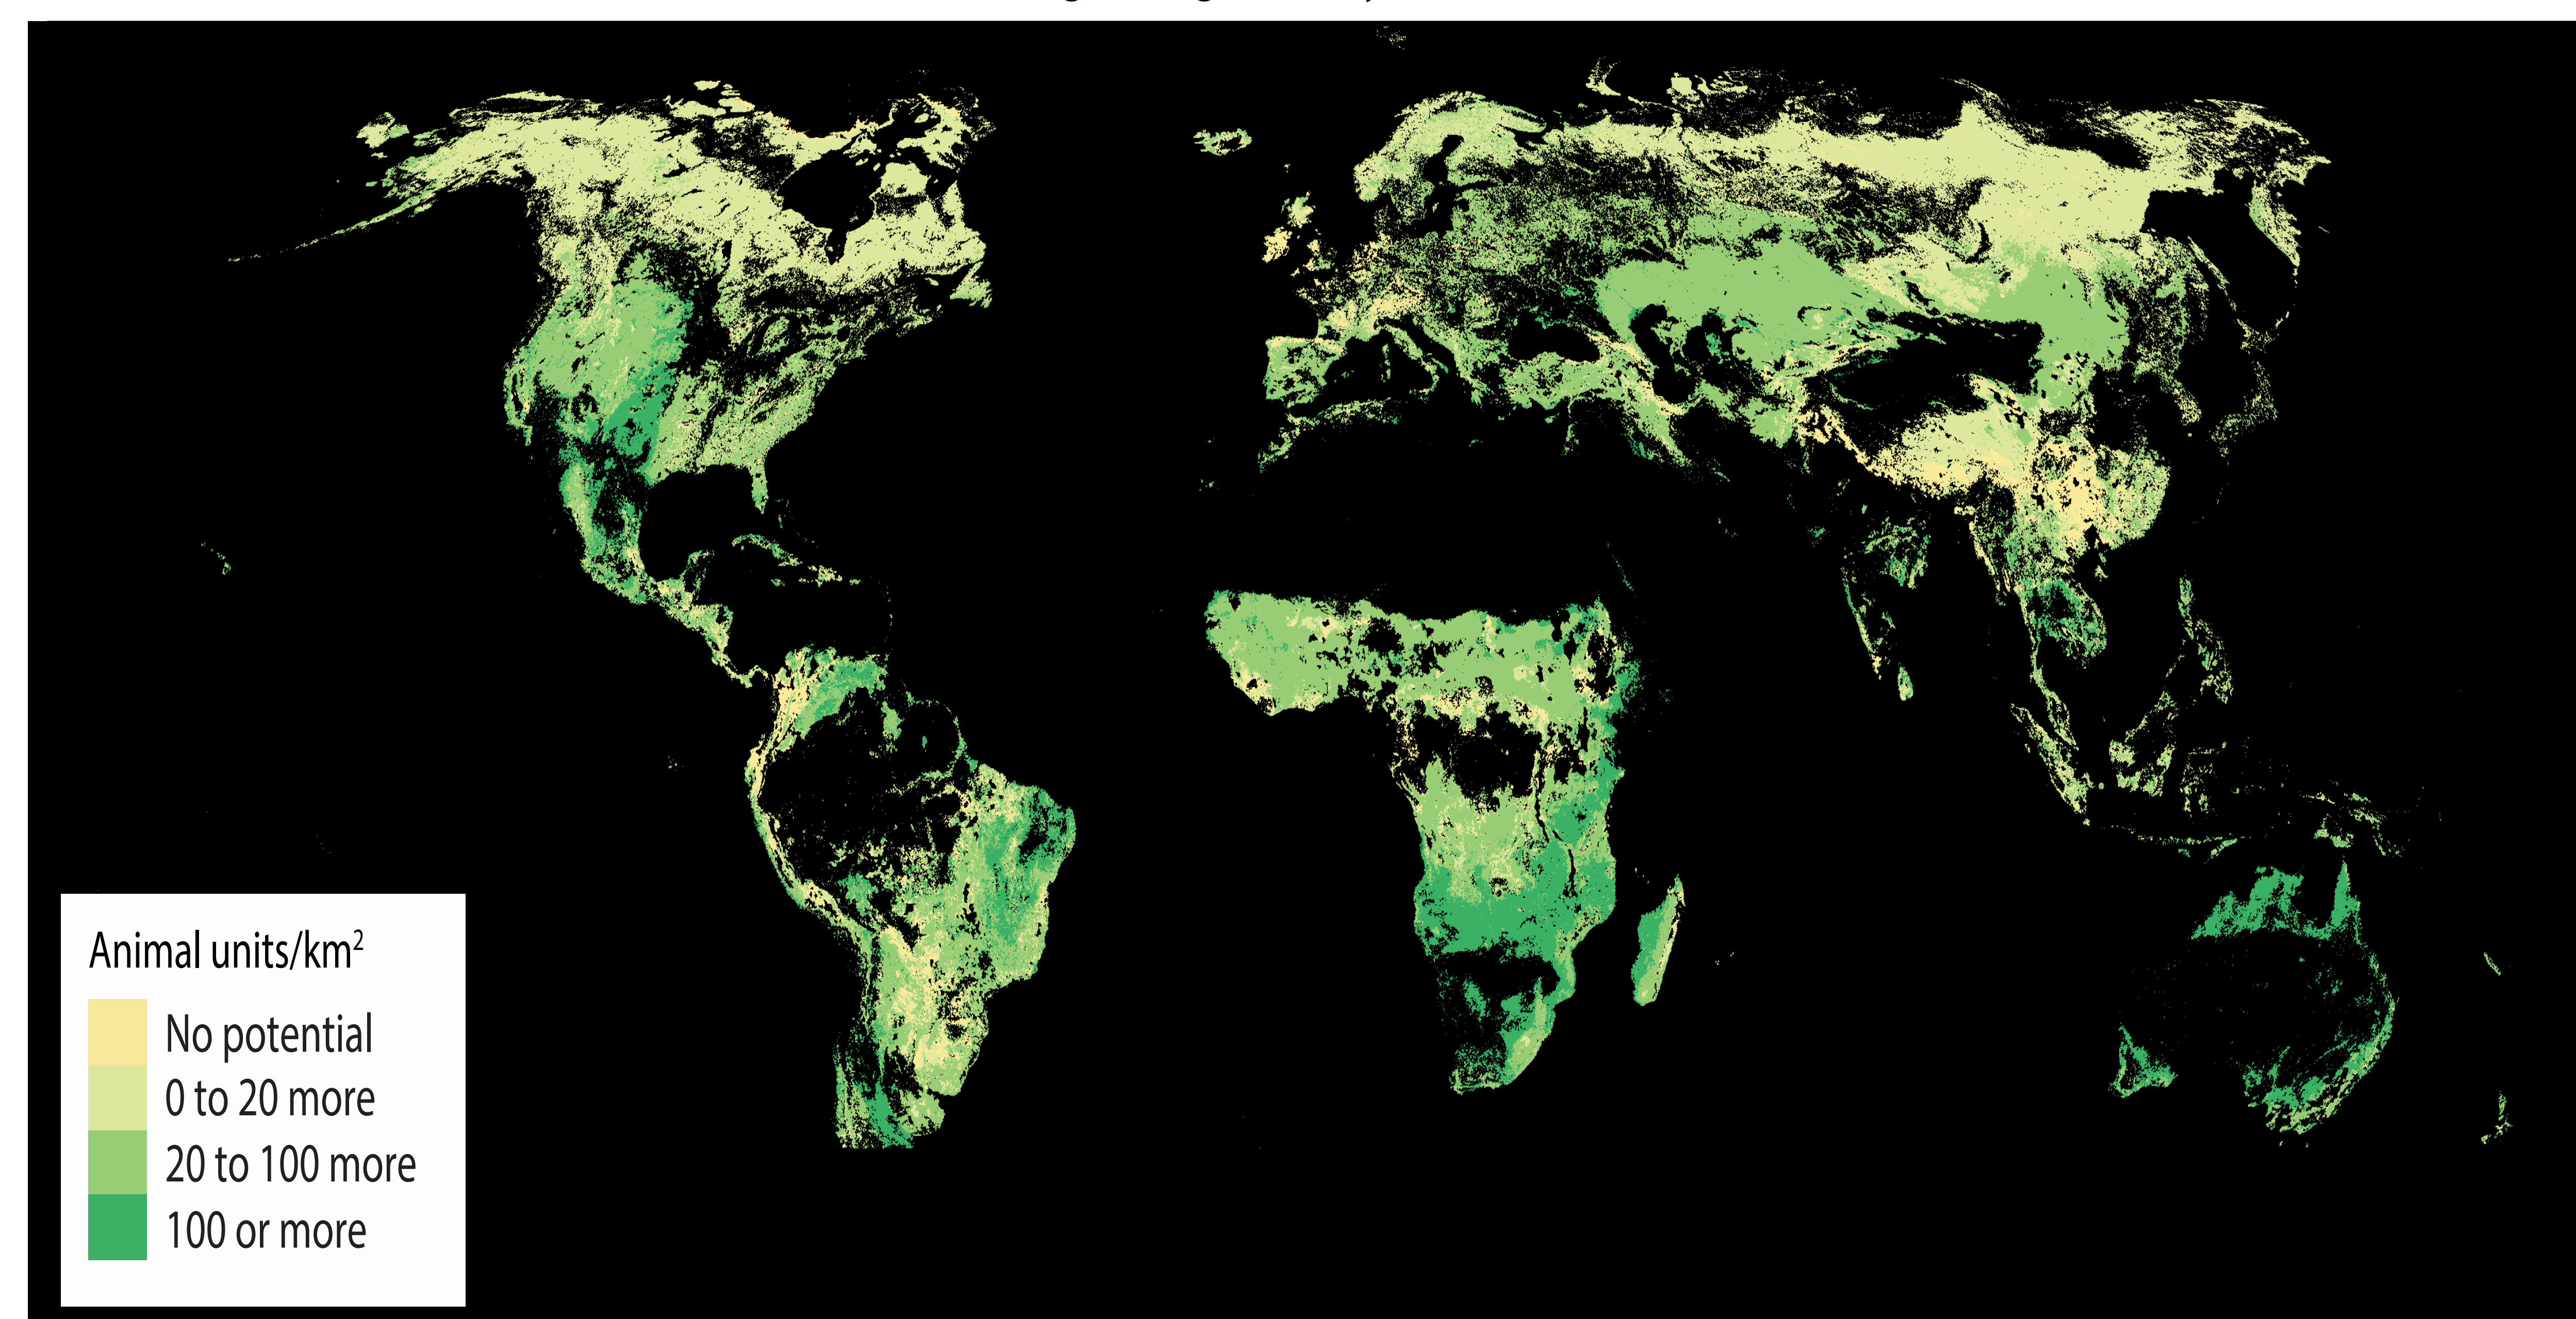 Animal units/km²
No potential
0 to 20 more
20 to 100 more
100 or more